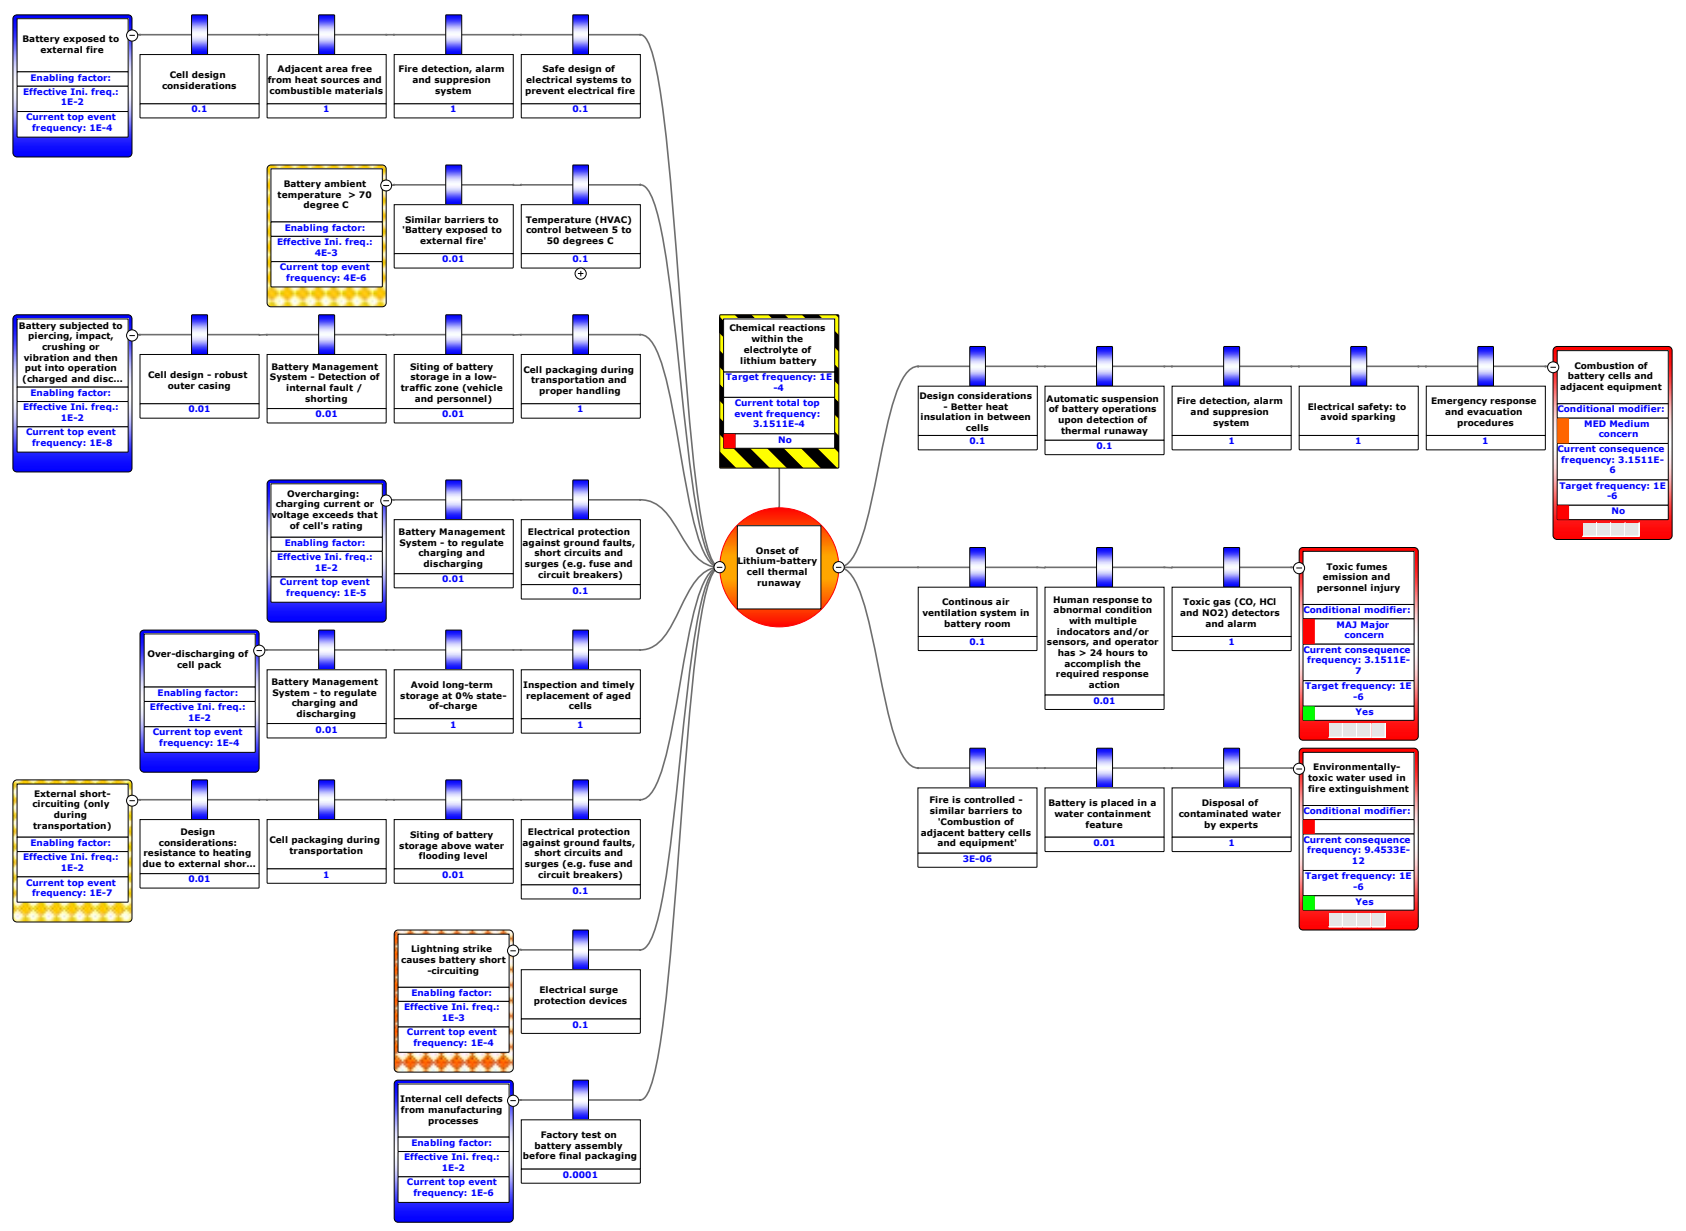 Battery exposed to
external fire
Enabling factor:
Effective Ini. freq.:
1E-2
Current top event
frequency: 1E-4
Cell design
considerations
0.1
Adjacent area free
from heat sources and
combustible materials
1
Fire detection, alarm
and suppresion
system
1
Safe design of
electrical systems to
prevent electrical fire
0.1
Battery ambient
temperature > 70
degree C
Enabling factor:
Effective Ini. freq.:
4E-3
Current top event
frequency: 4E-6
Similar barriers to
'Battery exposed to
external fire'
0.01
Temperature (HVAC)
control between 5 to
50 degrees C
0.1
Battery subjected to
piercing, impact,
crushing or
vibration and then
put into operation
(charged and disc...
Enabling factor:
Effective Ini. freq.:
1E-2
Current top event
frequency: 1E-8
Cell design - robust
outer casing
0.01
Battery Management
System - Detection of
internal fault /
shorting
0.01
Siting of battery
storage in a low-
traffic zone (vehicle
and personnel)
0.01
Cell packaging during
transportation and
proper handling
1
Overcharging:
charging current or
voltage exceeds that
of cell's rating
Enabling factor:
Effective Ini. freq.:
1E-2
Current top event
frequency: 1E-5
Battery Management
System - to regulate
charging and
discharging
0.01
Electrical protection
against ground faults,
short circuits and
surges (e.g. fuse and
circuit breakers)
0.1
Over-discharging of
cell pack
Enabling factor:
Effective Ini. freq.:
1E-2
Current top event
frequency: 1E-4
Battery Management
System - to regulate
charging and
discharging
0.01
Avoid long-term
storage at 0% state-
of-charge
1
Inspection and timely
replacement of aged
cells
1
External short-
circuiting (only
during
transportation)
Enabling factor:
Effective Ini. freq.:
1E-2
Current top event
frequency: 1E-7
Design
considerations:
resistance to heating
due to external shor...
0.01
Cell packaging during
transportation
1
Siting of battery
storage above water
flooding level
0.01
Electrical protection
against ground faults,
short circuits and
surges (e.g. fuse and
circuit breakers)
0.1
Lightning strike
causes battery short
-circuiting
Enabling factor:
Effective Ini. freq.:
1E-3
Current top event
frequency: 1E-4
Electrical surge
protection devices
0.1
Internal cell defects
from manufacturing
processes
Enabling factor:
Effective Ini. freq.:
1E-2
Current top event
frequency: 1E-6
Factory test on
battery assembly
before final packaging
0.0001
Chemical reactions
within the
electrolyte of
lithium battery
Target frequency: 1E
-4
Current total top
event frequency:
3.1511E-4
No
Onset of
Lithium-battery
cell thermal
runaway
Design considerations
- Better heat
insulation in between
cells
0.1
Automatic suspension
of battery operations
upon detection of
thermal runaway
0.1
Fire detection, alarm
and suppresion
system
1
Electrical safety: to
avoid sparking
1
Emergency response
and evacuation
procedures
1
Combustion of
battery cells and
adjacent equipment
Conditional modifier:
MED Medium
concern
Current consequence
frequency: 3.1511E-
6
Target frequency: 1E
-6
No
Continous air
ventilation system in
battery room
0.1
Human response to
abnormal condition
with multiple
indocators and/or
sensors, and operator
has > 24 hours to
accomplish the
required response
action
0.01
Toxic gas (CO, HCl
and NO2) detectors
and alarm
1
Toxic fumes
emission and
personnel injury
Conditional modifier:
MAJ Major
concern
Current consequence
frequency: 3.1511E-
7
Target frequency: 1E
-6
Yes
Fire is controlled -
similar barriers to
'Combustion of
adjacent battery cells
and equipment'
3E-06
Battery is placed in a
water containment
feature
0.01
Disposal of
contaminated water
by experts
1
Environmentally-
toxic water used in
fire extinguishment
Conditional modifier:
Current consequence
frequency: 9.4533E-
12
Target frequency: 1E
-6
Yes